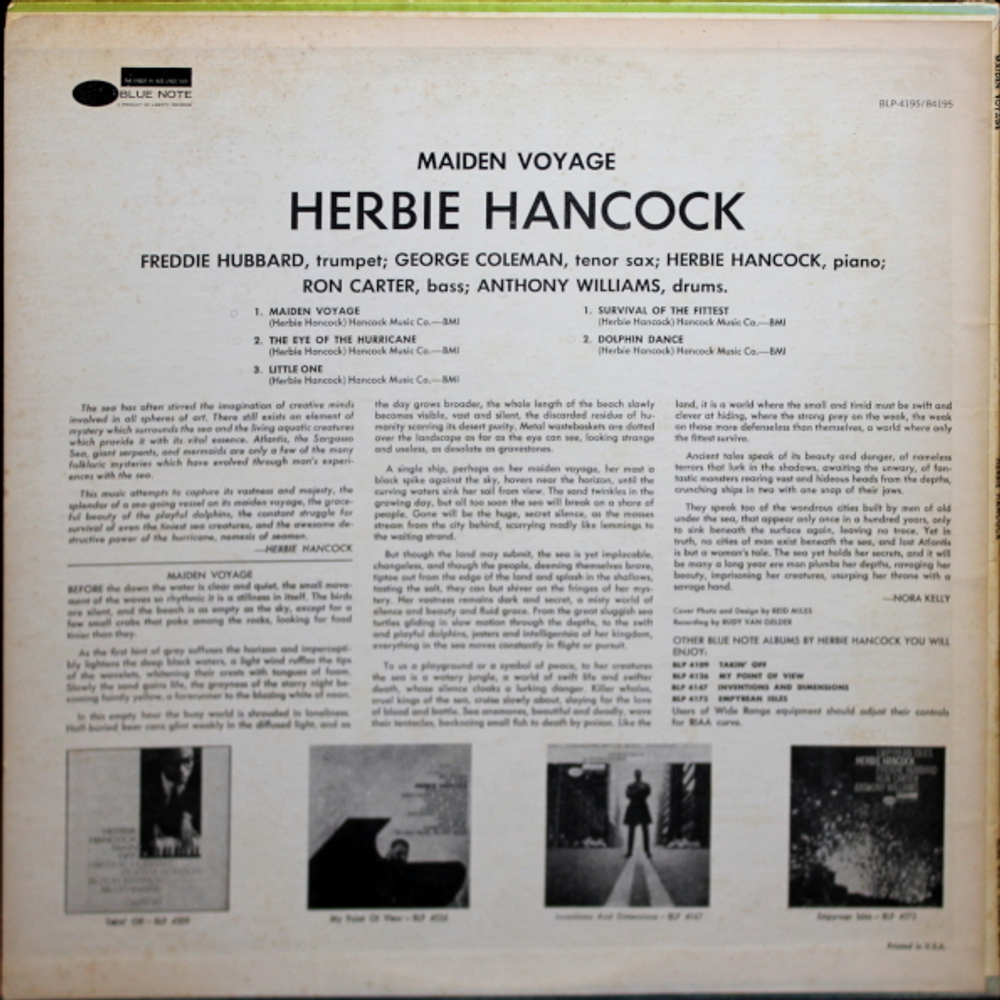 THE FINEST IN JAZZ SINCE 1939
BLUE NOTE
A PRODUCT OF LIBERTY RECORDS
BLP-4195/84195
MAIDEN VOYAGE
HERBIE HANCOCK
FREDDIE HUBBARD, trumpet; GEORGE COLEMAN, tenor sax; HERBIE HANCOCK, piano;
RON CARTER, bass; ANTHONY WILLIAMS, drums.
1. MAIDEN VOYAGE
(Herbie Hancock) Hancock Music Co.—BMI
2. THE EYE OF THE HURRICANE
(Herbie Hancock) Hancock Music Co.—BMI
3. LITTLE ONE
(Herbie Hancock) Hancock Music Co.—BMI
1. SURVIVAL OF THE FITTEST
(Herbie Hancock) Hancock Music Co.—BMI
2. DOLPHIN DANCE
(Herbie Hancock) Hancock Music Co.—BMI
The sea has often stirred the imagination of creative minds
involved in all spheres of art. There still exists an element of
mystery which surrounds the sea and the living aquatic creatures
which provide it with its vital essence. Atlantis, the Sargasso
Sea, giant serpents, and mermaids are only a few of the many
folkloric mysteries which have evolved through man's experi-
ences with the sea.
This music attempts to capture its vastness and majesty, the
splendor of a sea-going vessel on its maiden voyage, the grace-
ful beauty of the playful dolphins, the constant struggle for
survival of even the tiniest sea creatures, and the awesome de-
structive power of the hurricane, nemesis of seamen.
—HERBIE HANCOCK
MAIDEN VOYAGE
BEFORE the dawn the water is clear and quiet, the small move-
ment of the waves so rhythmic it is a stillness in itself. The birds
are silent, and the beach is as empty as the sky, except for a
few small crabs that poke among the rocks, looking for food
tinier than they.
As the first hint of gray suffuses the horizon and impercepti-
bly lightens the deep black waters, a light wind ruffles the tips
of the wavelets, whitening their crests with tongues of foam.
Slowly the sand gains life, the grayness of the starry night be-
coming faintly yellow, a forerunner to the blazing white of noon.
In this empty hour the busy world is shrouded in loneliness.
Half-buried beer cans glint weakly in the diffused light, and as
the day grows broader, the whole length of the beach slowly
becomes visible, vast and silent, the discarded residue of hu-
manity scarring its desert purity. Metal wastebaskets are dotted
over the landscape as far as the eye can see, looking strange
and useless, as desolate as gravestones.
A single ship, perhaps on her maiden voyage, her mast a
black spike against the sky, hovers near the horizon, until the
curving waters sink her sail from view. The sand twinkles in the
growing day, but all too soon the sea will break on a shore of
people. Gone will be the huge, secret silence, as the masses
stream from the city behind, scurrying madly like lemmings to
the waiting strand.
But though the land may submit, the sea is yet implacable,
changeless, and though the people, deeming themselves brave,
tiptoe out from the edge of the land and splash in the shallows,
tasting the salt, they can but shiver on the fringes of her mys-
tery. Her vastness remains dark and secret, a misty world of
silence and beauty and fluid grace. From the great sluggish sea
turtles gliding in slow motion through the depths, to the swift
and playful dolphins, jesters and intelligentsia of her kingdom,
everything in the sea moves constantly in flight or pursuit.
To us a playground or a symbol of peace, to her creatures
the sea is a watery jungle, a world of swift life and swifter
death, whose silence cloaks a lurking danger. Killer whales,
cruel kings of the sea, cruise slowly about, slaying for the love
of blood and battle. Sea anemones, beautiful and deadly, wave
their tentacles, beckoning small fish to death by poison. Like the
land, it is a world where the small and timid must be swift and
clever at hiding, where the strong prey on the weak, the weak
on those more defenseless than themselves, a world where only
the fittest survive.
Ancient tales speak of its beauty and danger, of nameless
terrors that lurk in the shadows, awaiting the unwary, of fan-
tastic monsters rearing vast and hideous heads from the depths,
crunching ships in two with one snap of their jaws.
They speak too of the wondrous cities built by men of old
under the sea, that appear only once in a hundred years, only
to sink beneath the surface again, leaving no trace. Yet in
truth, no cities of man exist beneath the sea, and lost Atlantis
is but a woman's tale. The sea yet holds her secrets, and it will
be many a long year ere man plumbs her depths, ravaging her
beauty, imprisoning her creatures, usurping her throne with a
savage hand.
—NORA KELLY
Cover Photo and Design by REID MILES
Recording by RUDY VAN GELDER
OTHER BLUE NOTE ALBUMS BY HERBIE HANCOCK YOU WILL
ENJOY:
BLP 4109 TAKIN' OFF
BLP 4126 MY POINT OF VIEW
BLP 4147 INVENTIONS AND DIMENSIONS
BLP 4175 EMPYREAN ISLES
Users of Wide Range equipment should adjust their controls
for RIAA curve.
HERBIE HANCOCK
Takin' Off – BLP 4109
My Point Of View – BLP 4126
Inventions And Dimensions – BLP 4147
Empyrean Isles – BLP 4175
Printed in U.S.A.